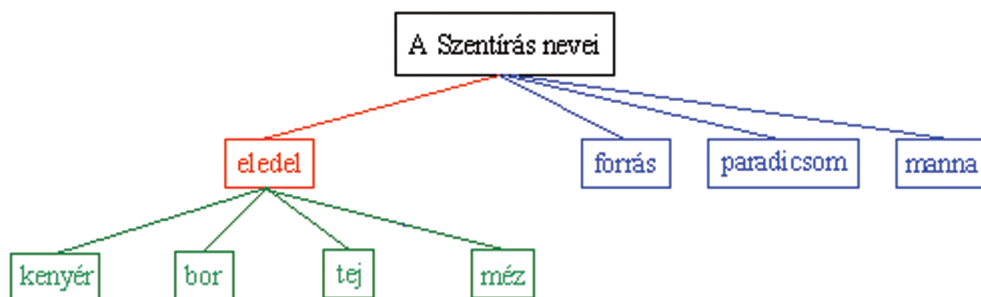 A Szentírás nevei
eledel
forrás
paradicsom
manna
kenyér
bor
tej
méz